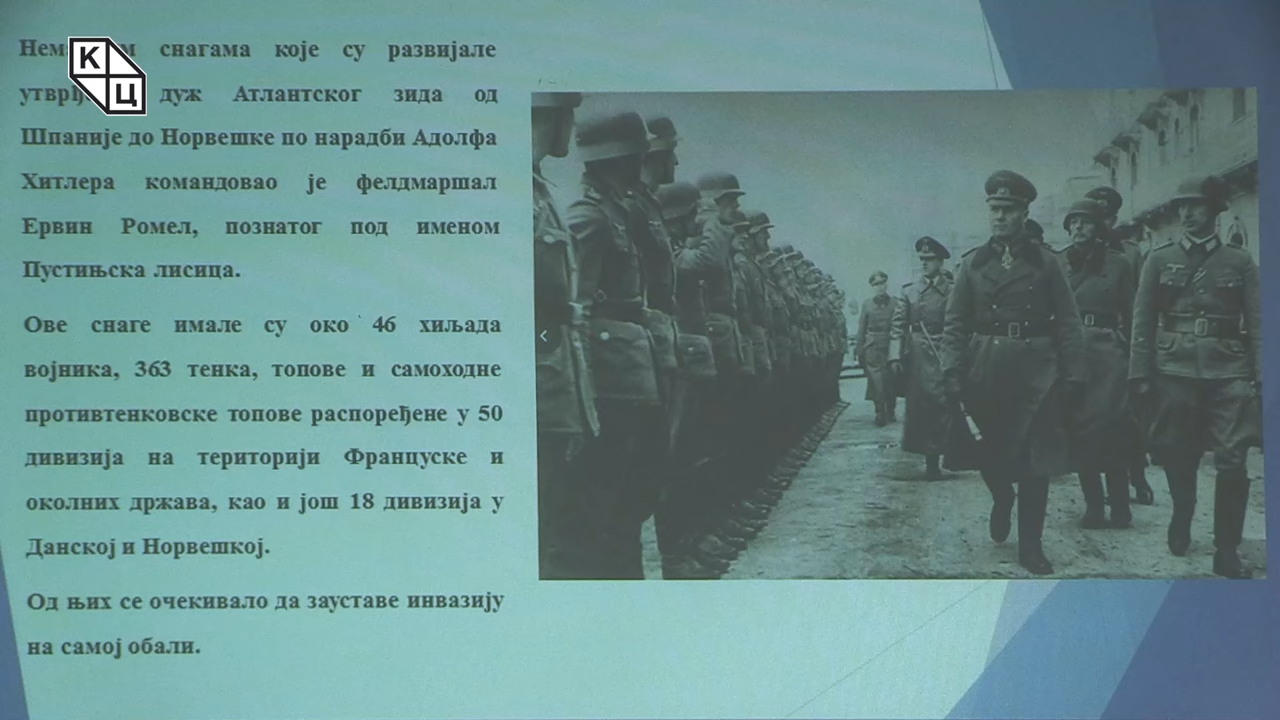 К
Ц
снагама које су развијале
дуж Атлантског зида од
Шпаније до Норвешке по нарадби Адолфа
Хитлера командовао је фелдмаршал
Ервин Ромел, познатог под именом
Пустињска лисица.
Ове снаге имале су око 46 хиљада
војника, 363 тенка, топове и самоходне
противтенковске топове распоређене у 50
дивизија на територији Француске и
околних држава, као и још 18 дивизија у
Данској и Норвешкој.
Од њих се очекивало да зауставе инвазију
на самој обали.